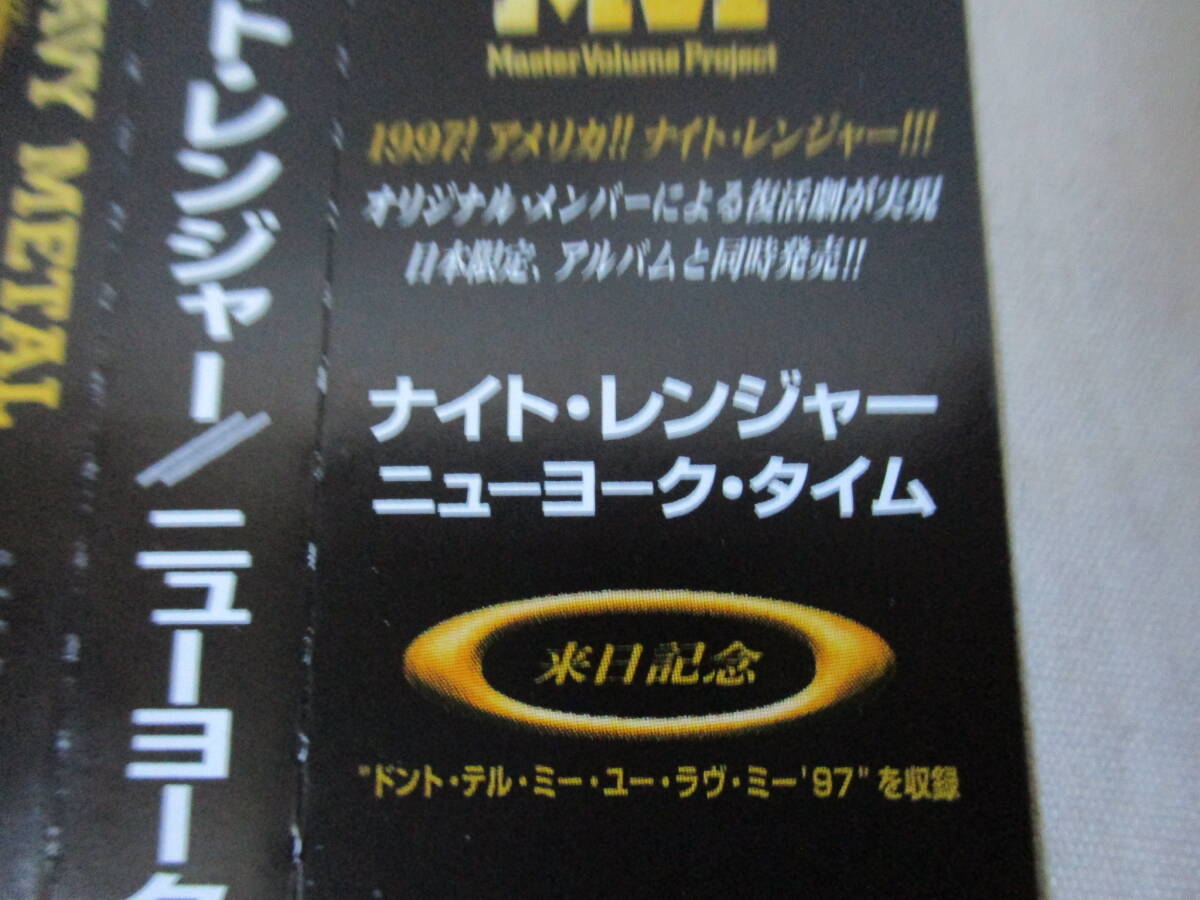 AVY METAL
ト・レンジャー/ニューヨーク
Master Volume Project
1997! アメリカ!! ナイト・レンジャー!!!
オリジナル・メンバーによる復活劇が実現
日本限定、アルバムと同時発売!!
ナイト・レンジャー
ニューヨーク・タイム
来日記念
"ドント・テル・ミー・ユー・ラヴ・ミー'97"を収録